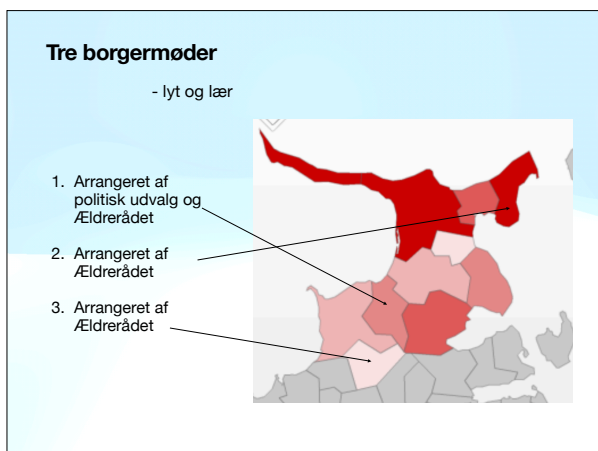 Tre borgermøder
- lyt og lær
1. Arrangeret af
politisk udvalg og
Ældrerådet
2. Arrangeret af
Ældrerådet
3. Arrangeret af
Ældrerådet